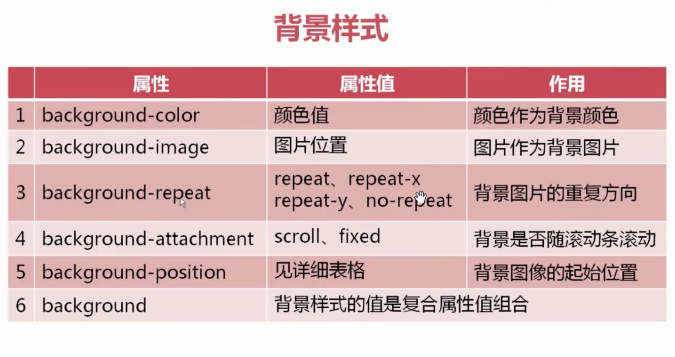 背景样式
属性 属性值 作用
1 background-color 颜色值 颜色作为背景颜色
2 background-image 图片位置 图片作为背景图片
3 background-repeat repeat、repeat-x 背景图片的重复方向
repeat-y、no-repeat
4 background-attachment scroll、fixed 背景是否随滚动条滚动
5 background-position 见详细表格 背景图像的起始位置
6 background 背景样式的值是复合属性值组合